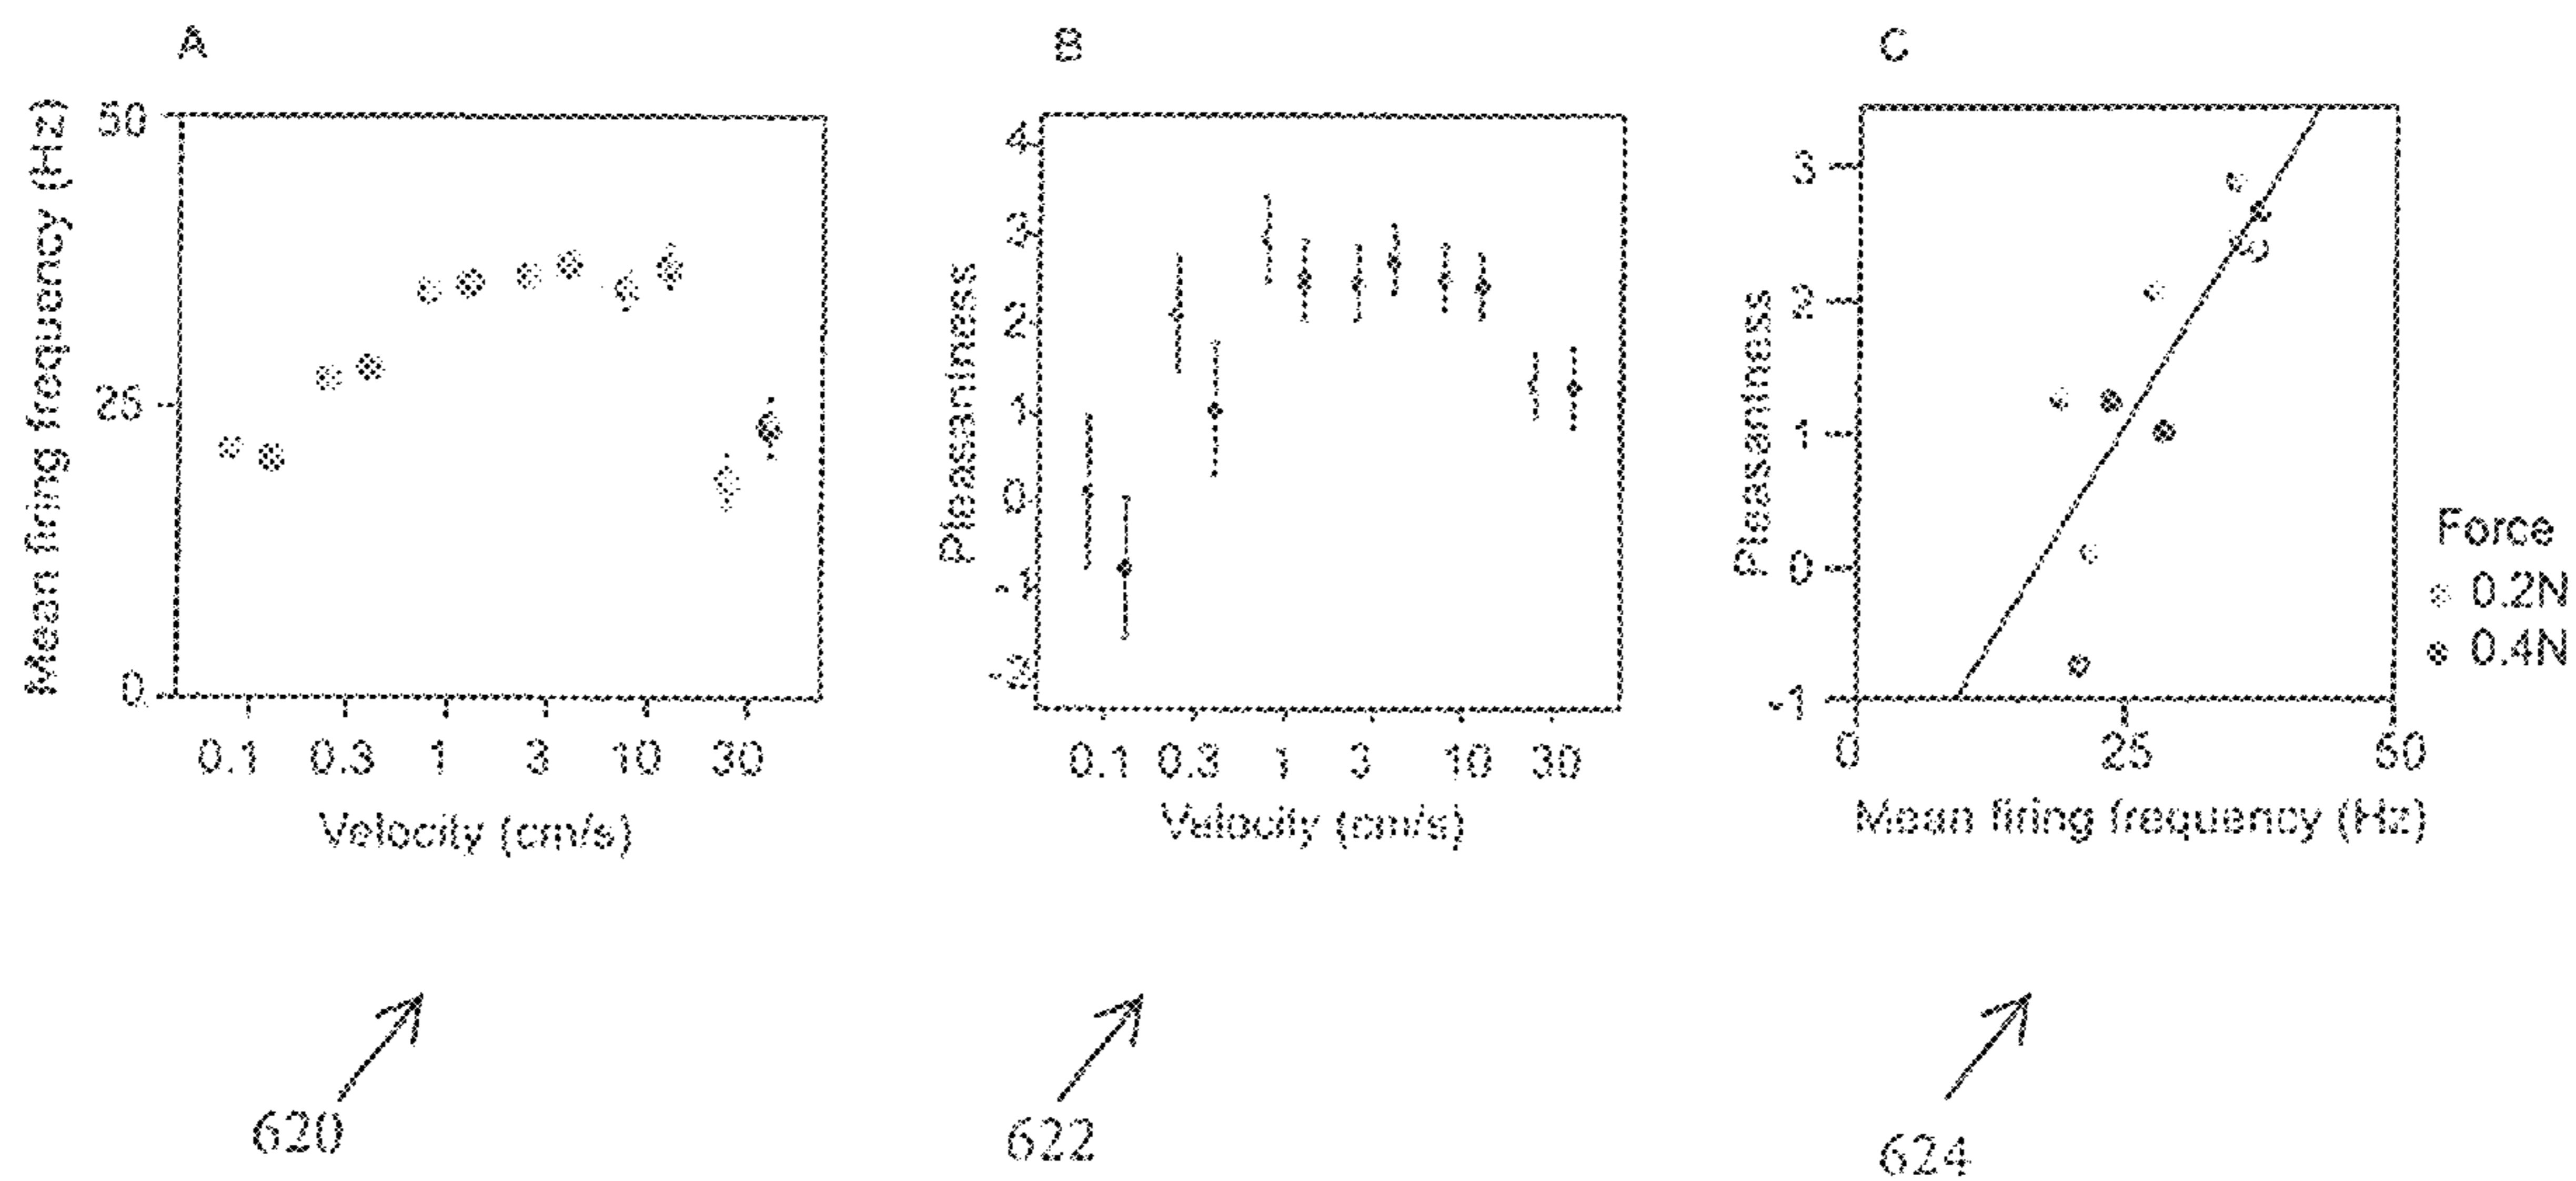 A
Mean firing frequency (Hz)
50
25
0
0.1 0.3 1 3 10 30
Velocity (cm/s)
B
Pleasantness
4
3
2
1
0
-1
-2
0.1 0.3 1 3 10 30
Velocity (cm/s)
C
Pleasantness
3
2
1
0
-1
0 25 50
Mean firing frequency (Hz)
Force
0.2N
0.4N
620
622
624